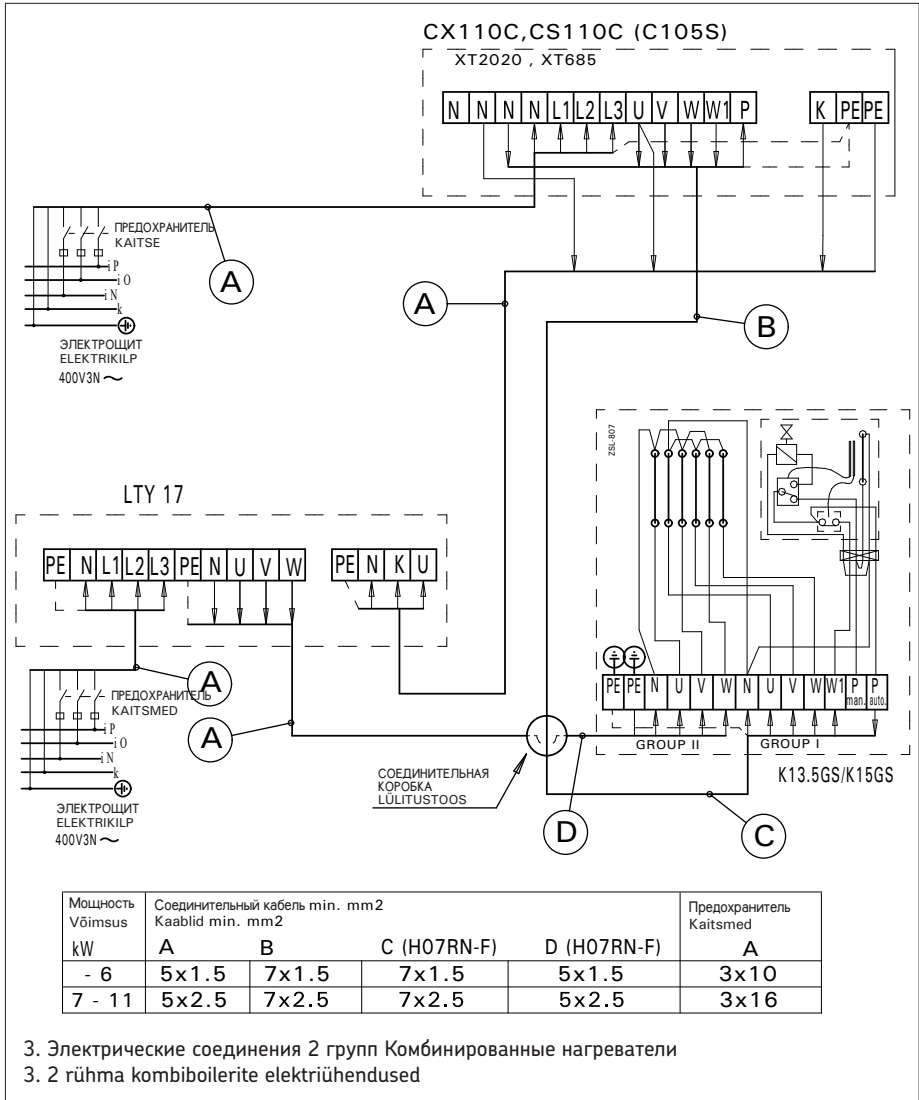 CX110C,CS110C (C105S)
XT2020 , XT685
N N N N L1 L2 L3 U V W W1 P K PE PE
ПРЕДОХРАНИТЕЛЬ
KAITSE
A
i P
i O
i N
k
ЭЛЕКТРОЩИТ
ELEKTRIKILP
400V3N ~
A
B
ZSL-807
LTY 17
PE N L1 L2 L3 PE N U V W PE N K U
A
ПРЕДОХРАНИТЕЛЬ
KAITSMED
A
i P
i O
i N
k
ЭЛЕКТРОЩИТ
ELEKTRIKILP
400V3N ~
PE PE N U V W N U V W W1 P man. P auto.
GROUP II GROUP I
K13.5GS/K15GS
СОЕДИНИТЕЛЬНАЯ
КОРОБКА
LÜLITUSTOOS
D
C
Мощность Соединительный кабель min. mm2 Предохранитель
Võimsus Kaablid min. mm2 Kaitsmed
kW A B C (H07RN-F) D (H07RN-F) A
- 6 5x1.5 7x1.5 7x1.5 5x1.5 3x10
7 - 11 5x2.5 7x2.5 7x2.5 5x2.5 3x16
3. Электрические соединения 2 групп Комбинированные нагреватели
3. 2 rühma kombiboilerite elektriühendused